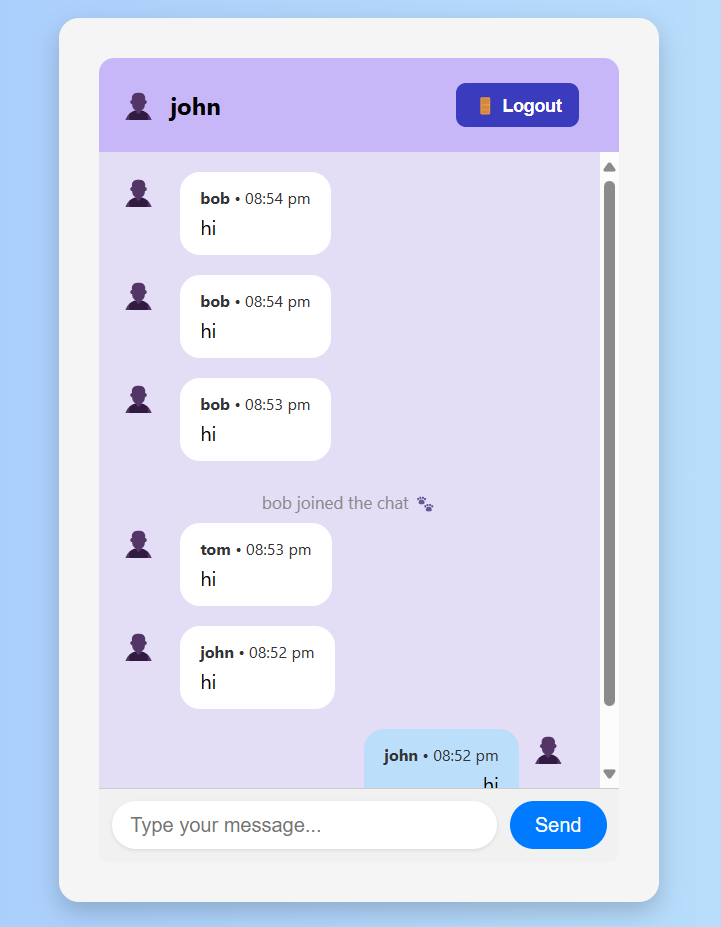 john
Logout
bob • 08:54 pm
hi
bob • 08:54 pm
hi
bob • 08:53 pm
hi
bob joined the chat
tom • 08:53 pm
hi
john • 08:52 pm
hi
john • 08:52 pm
hi
Type your message...
Send